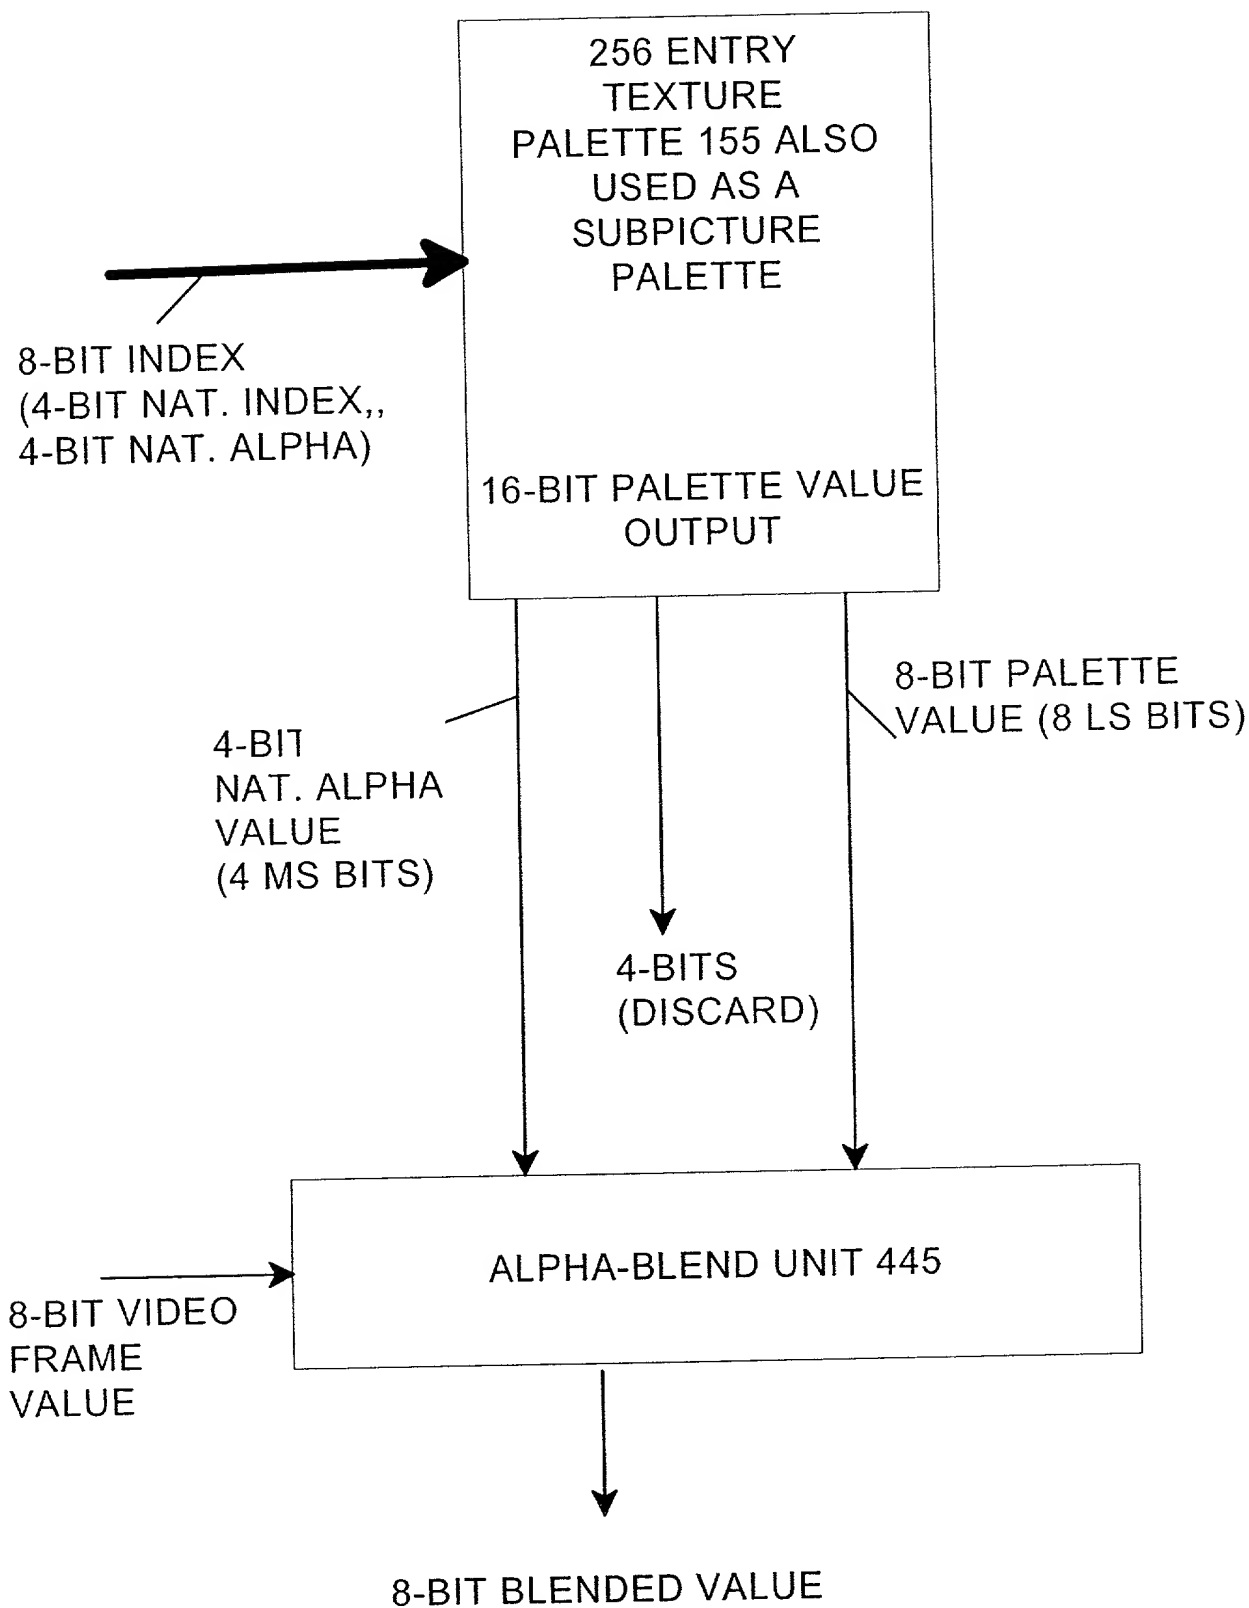 256 ENTRY
TEXTURE
PALETTE 155 ALSO
USED AS A
SUBPICTURE
PALETTE
8-BIT INDEX
(4-BIT NAT. INDEX,,
4-BIT NAT. ALPHA)
16-BIT PALETTE VALUE
OUTPUT
8-BIT PALETTE
VALUE (8 LS BITS)
4-BIT
NAT. ALPHA
VALUE
(4 MS BITS)
4-BITS
(DISCARD)
ALPHA-BLEND UNIT 445
8-BIT VIDEO
FRAME
VALUE
8-BIT BLENDED VALUE